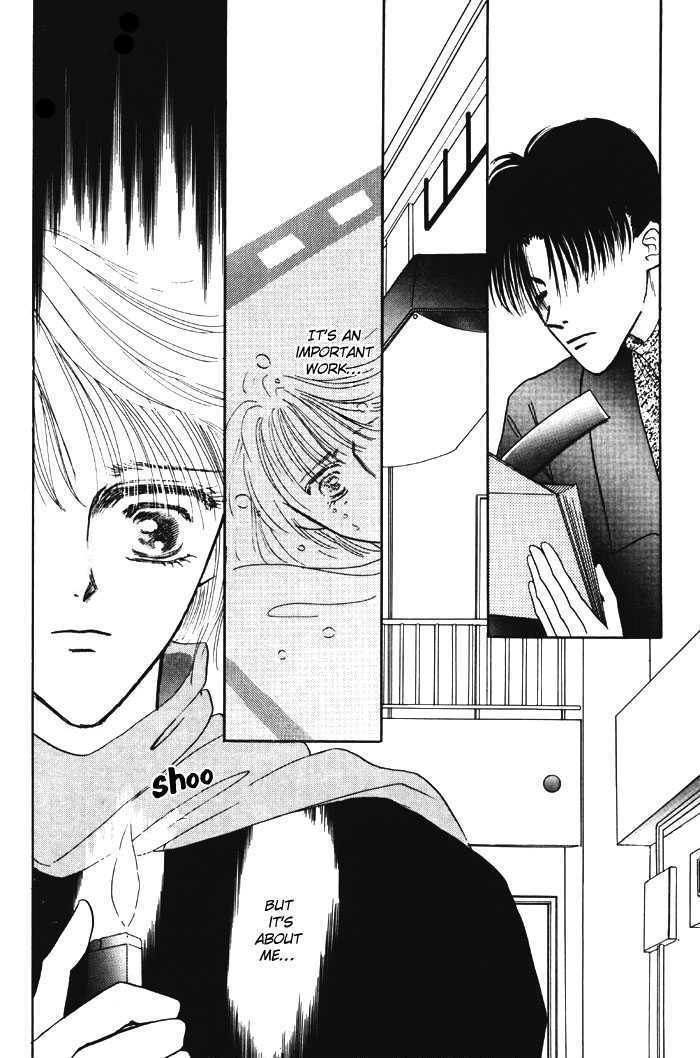 IT'S AN
IMPORTANT
WORK...
shoo
BUT
IT'S
ABOUT
ME...